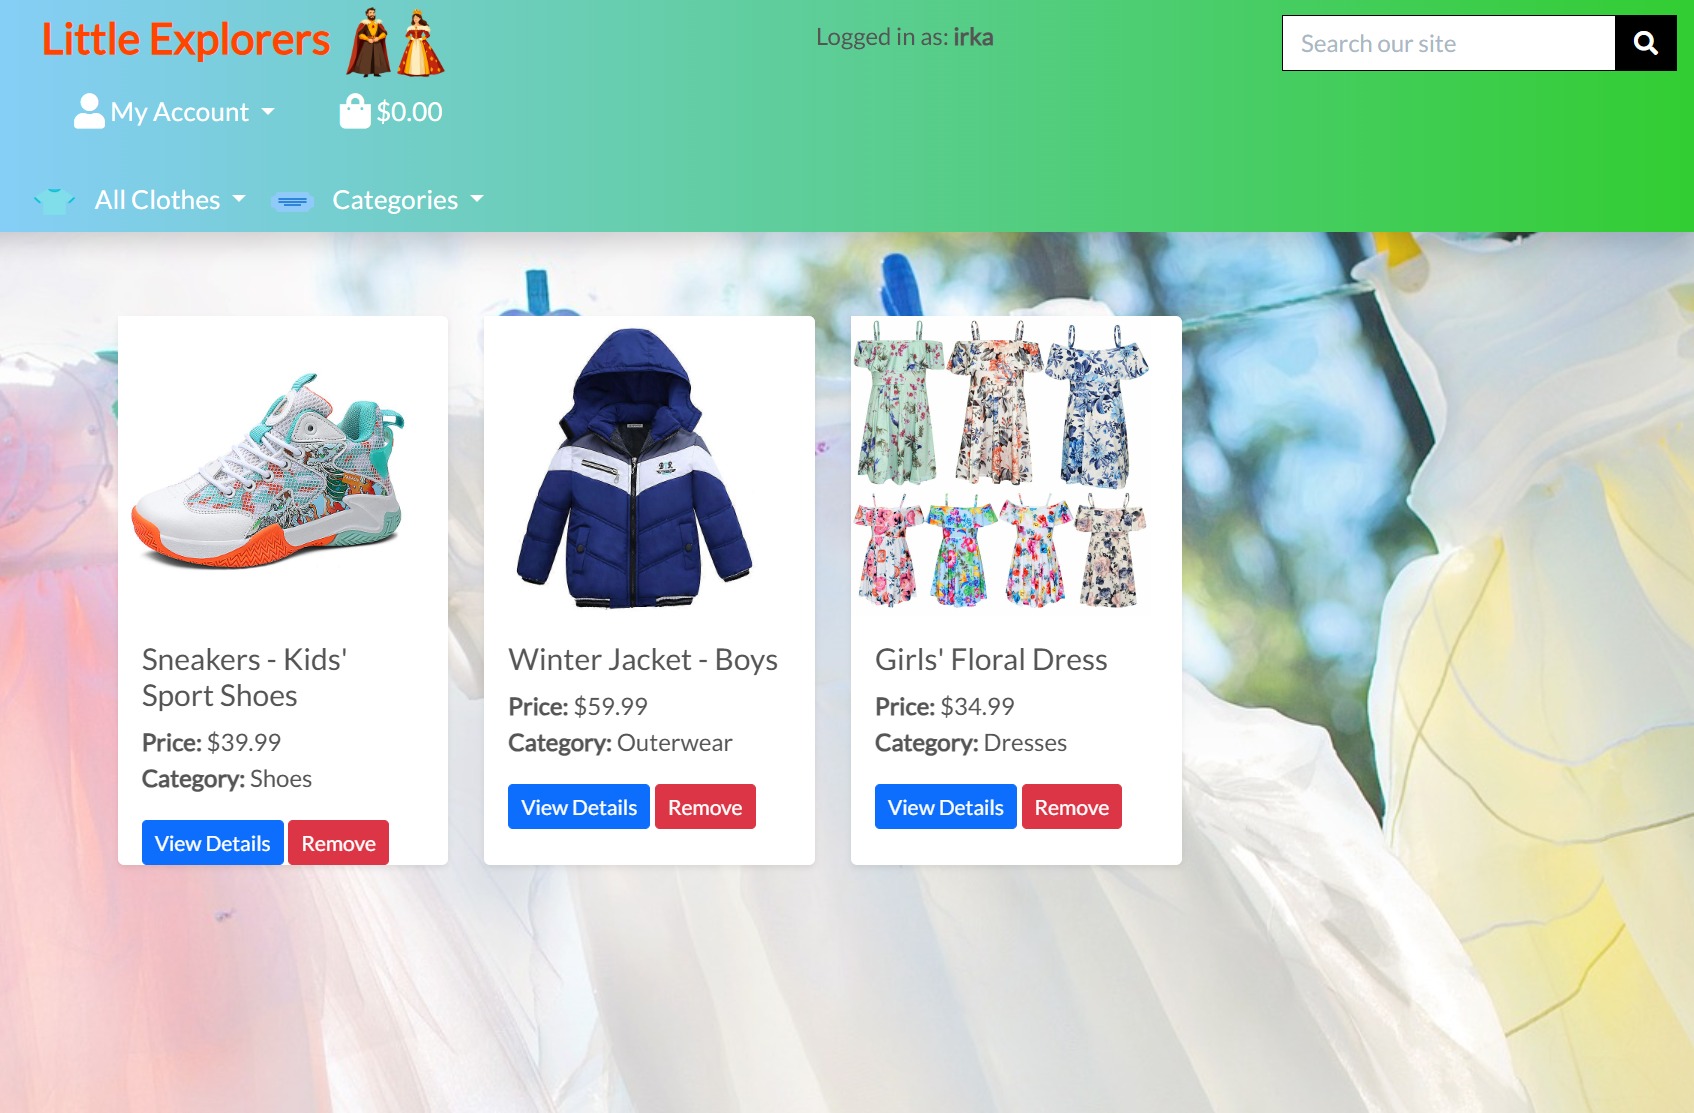 Little Explorers
Logged in as: irka
Search our site
My Account
$0.00
All Clothes
Categories
Sneakers - Kids'
Sport Shoes
Price: $39.99
Category: Shoes
View Details
Remove
Winter Jacket - Boys
Price: $59.99
Category: Outerwear
View Details
Remove
Girls' Floral Dress
Price: $34.99
Category: Dresses
View Details
Remove